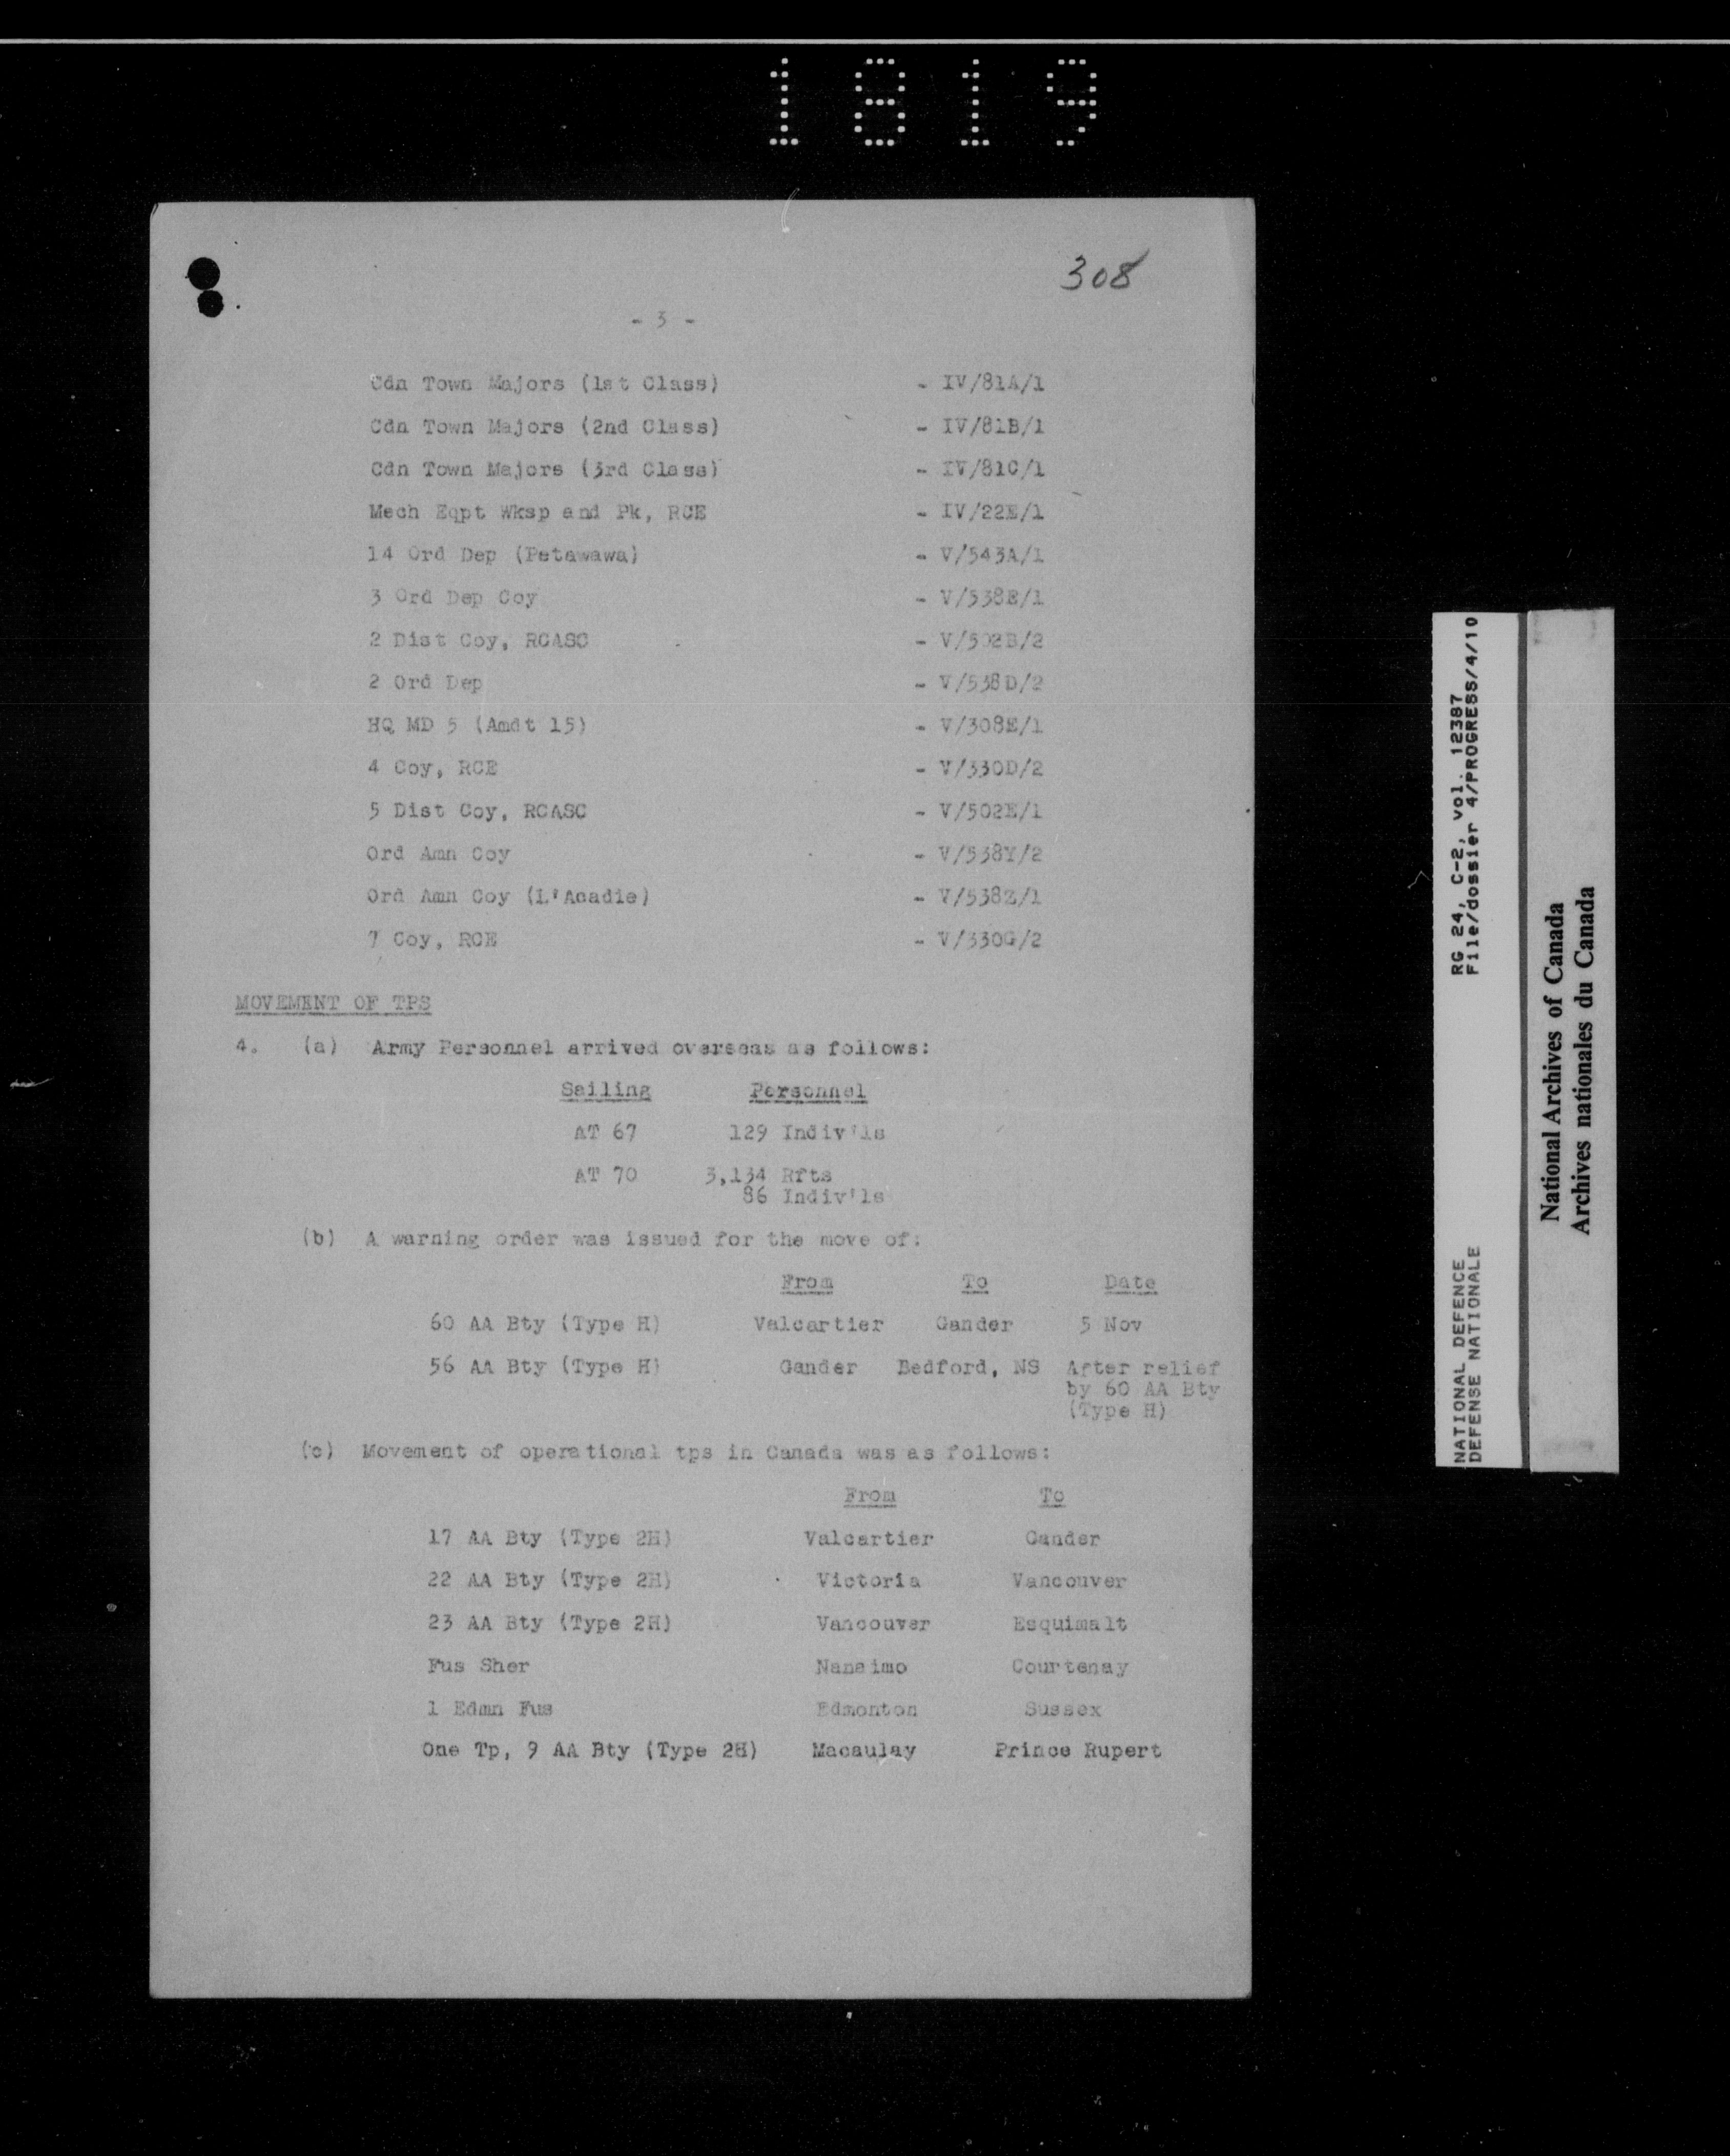 1819
308
- 3 -
Cdn Town Majors (1st Class) - IV/81A/1
Cdn Town Majors (2nd Class) - IV/81B/1
Cdn Town Majors (3rd Class) - IV/81C/1
Mech Eqpt Wksp and Pk, RCE - IV/22E/1
14 Ord Dep (Petawawa) - V/543A/1
3 Ord Dep Coy - V/538E/1
2 Dist Coy, RCASC - V/502B/2
2 Ord Dep - V/538D/2
HQ MD 5 (Amdt 15) - V/308E/1
4 Coy, RCE - V/330D/2
5 Dist Coy, RCASC - V/502E/1
Ord Amn Coy - V/538Y/2
Ord Amn Coy (L'Acadie) - V/538Z/1
7 Coy, RCE - V/330G/2
MOVEMENT OF TPS
4. (a) Army Personnel arrived overseas as follows:
Sailing Personnel
AT 67 129 Indiv'ls
AT 70 3,134 Rfts
86 Indiv'ls
(b) A warning order was issued for the move of:
From To Date
60 AA Bty (Type H) Valcartier Gander 5 Nov
56 AA Bty (Type H) Gander Bedford, NS After relief
by 60 AA Bty
(Type H)
(c) Movement of operational tps in Canada was as follows:
From To
17 AA Bty (Type 2H) Valcartier Gander
22 AA Bty (Type 2H) Victoria Vancouver
23 AA Bty (Type 2H) Vancouver Esquimalt
Fus Sher Nanaimo Courtenay
1 Edmn Fus Edmonton Sussex
One Tp, 9 AA Bty (Type 2H) Macaulay Prince Rupert
NATIONAL DEFENCE RG 24, C-2, vol. 12387
DEFENSE NATIONALE File/dossier 4/PROGRESS/4/10
National Archives of Canada
Archives nationales du Canada